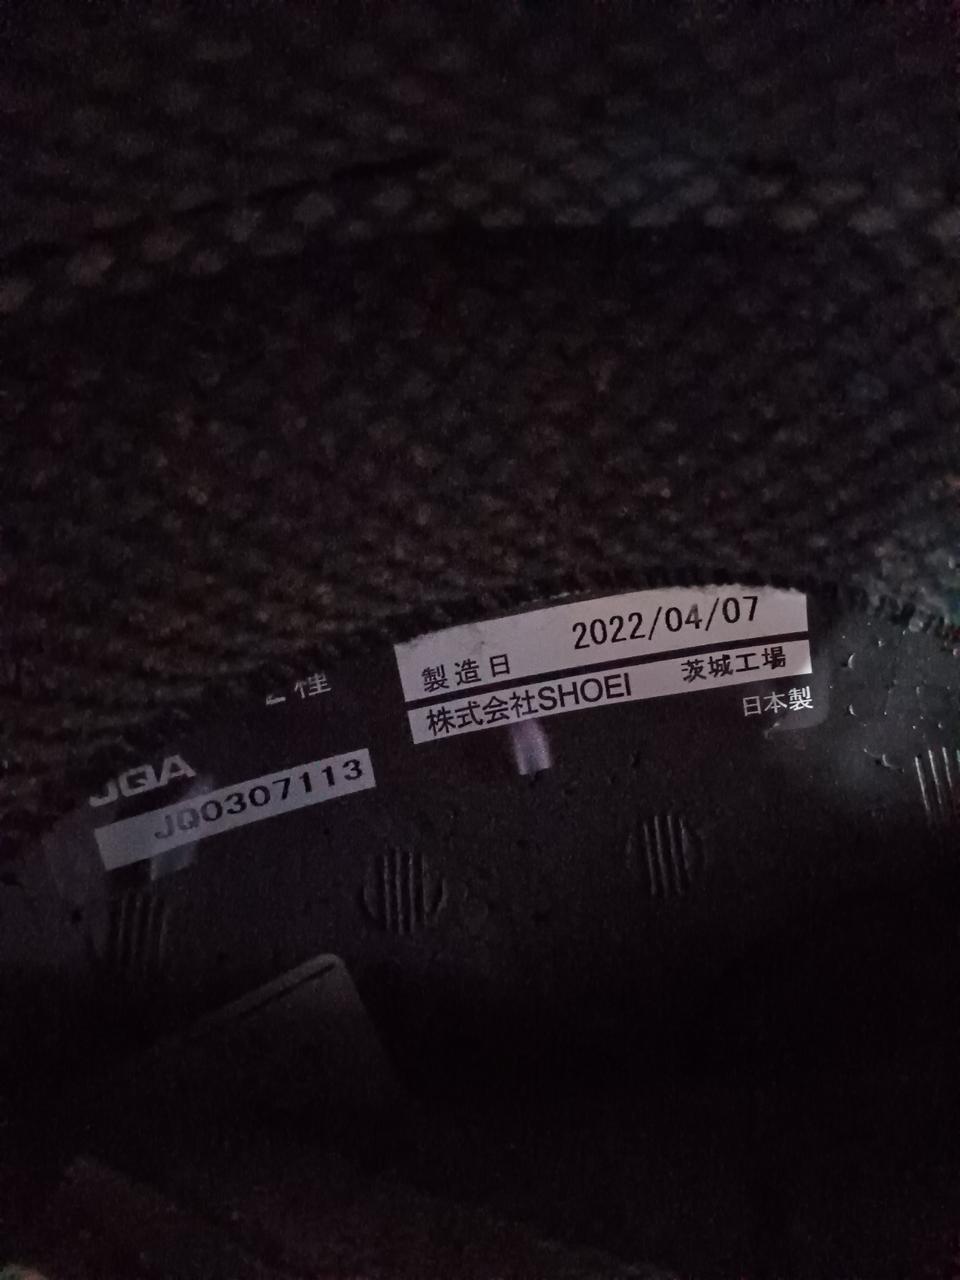 製造日 2022/04/07
株式会社SHOEI 茨城工場
日本製
JQA
JQ0307113